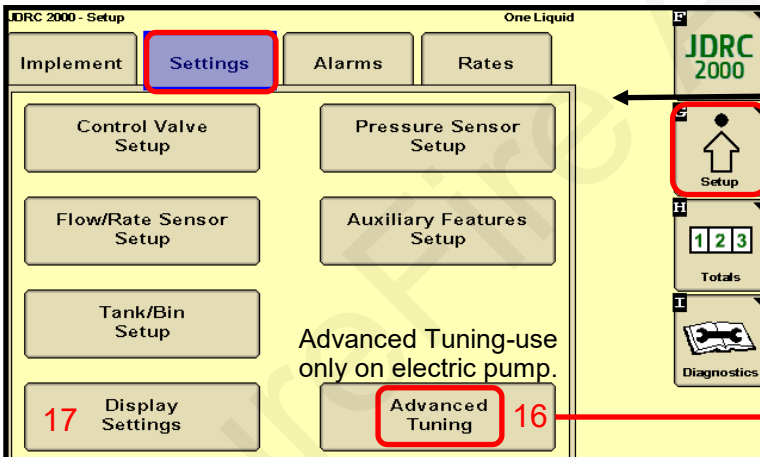 JDRC 2000 - Setup
One Liquid
Implement
Settings
Alarms
Rates
Control Valve
Setup
Pressure Sensor
Setup
Flow/Rate Sensor
Setup
Auxiliary Features
Setup
Tank/Bin
Setup
Advanced Tuning-use
only on electric pump.
17
Display
Settings
Advanced
Tuning
16
F
JDRC
2000
G
Setup
H
1 2 3
Totals
I
Diagnostics